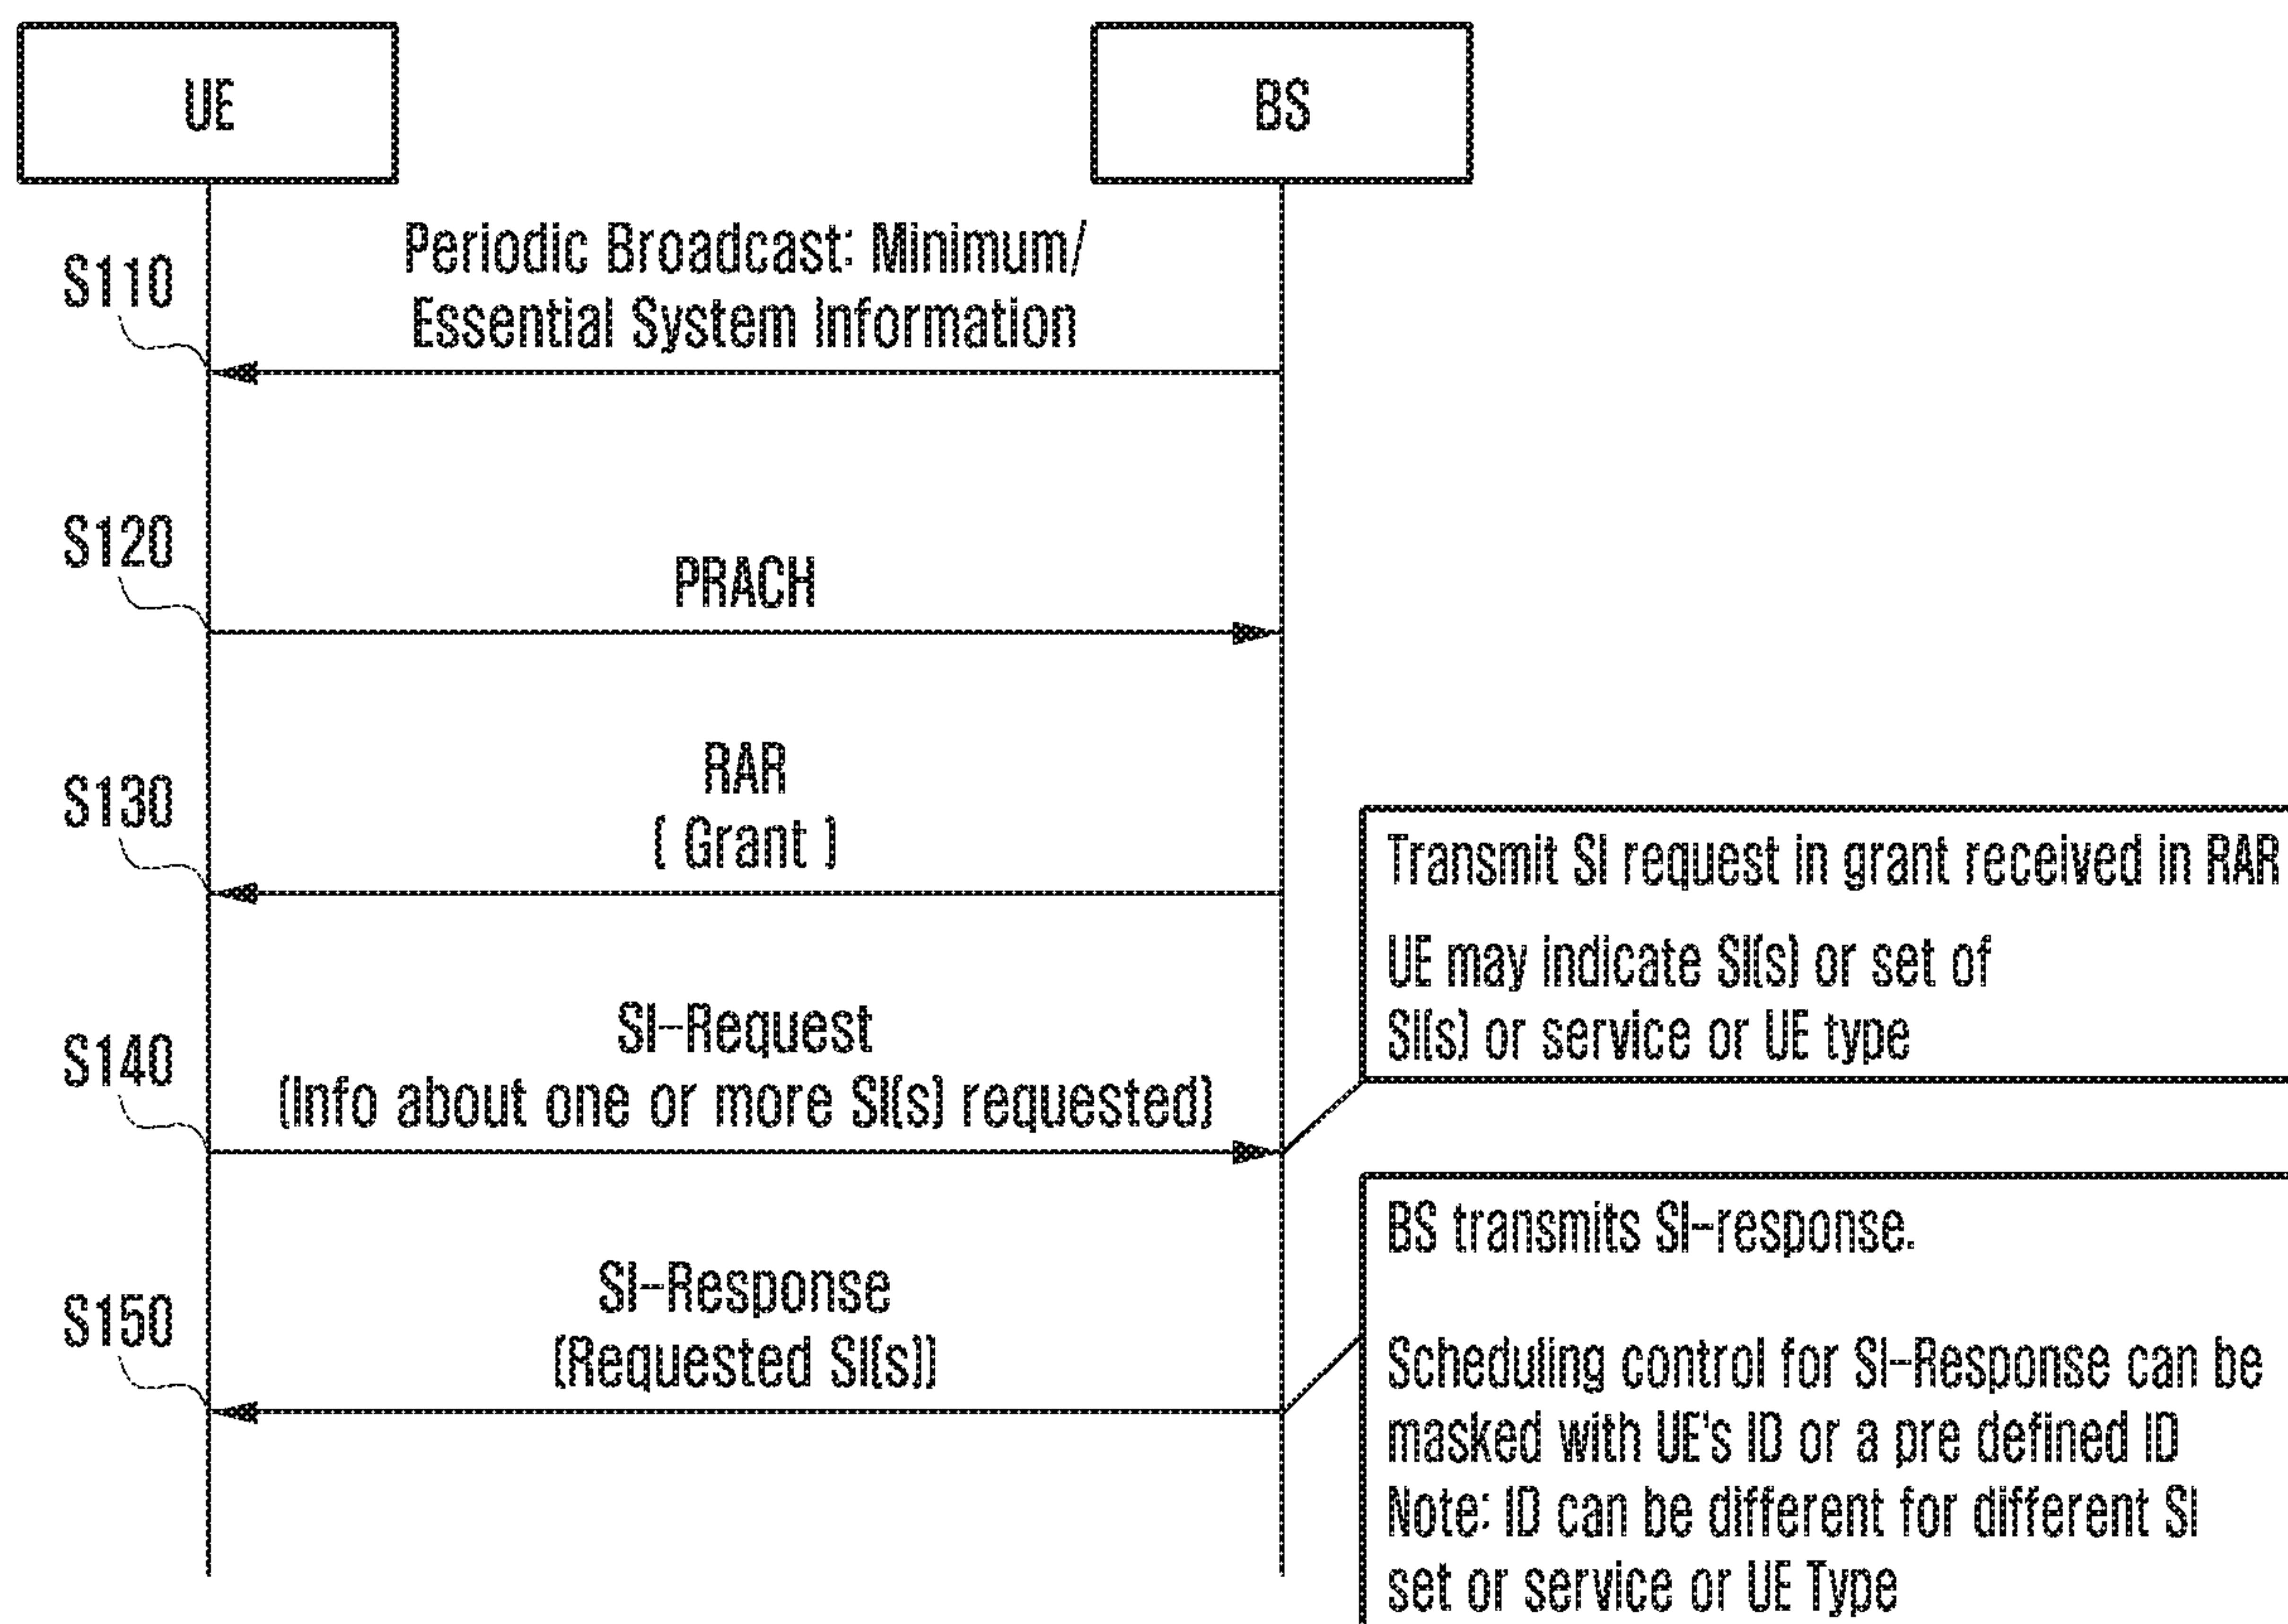 UE
BS
S110
Periodic Broadcast: Minimum/
Essential System Information
S120
PRACH
S130
RAR
( Grant )
Transmit SI request in grant received in RAR
UE may indicate SI(s) or set of
SI(s) or service or UE type
S140
SI-Request
(Info about one or more SI(s) requested)
S150
SI-Response
(Requested SI(s))
BS transmits SI-response.
Scheduling control for SI-Response can be
masked with UE's ID or a pre defined ID
Note: ID can be different for different SI
set or service or UE Type